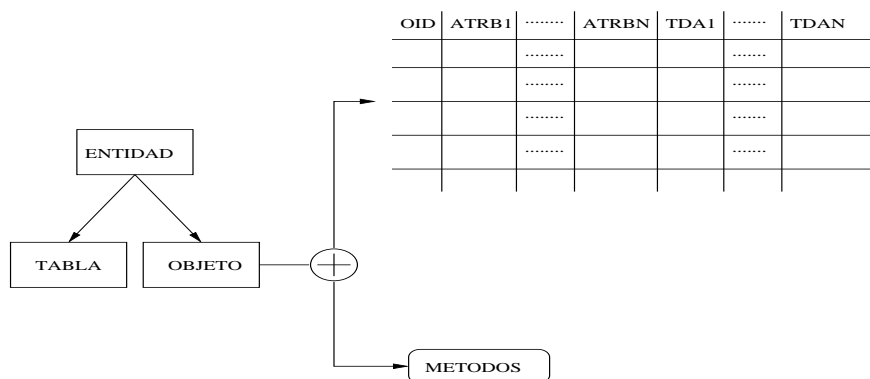 OID ATRB1 ........ ATRBN TDA1 ....... TDAN
........ .......
........ .......
........ .......
........ .......
ENTIDAD
TABLA OBJETO
METODOS